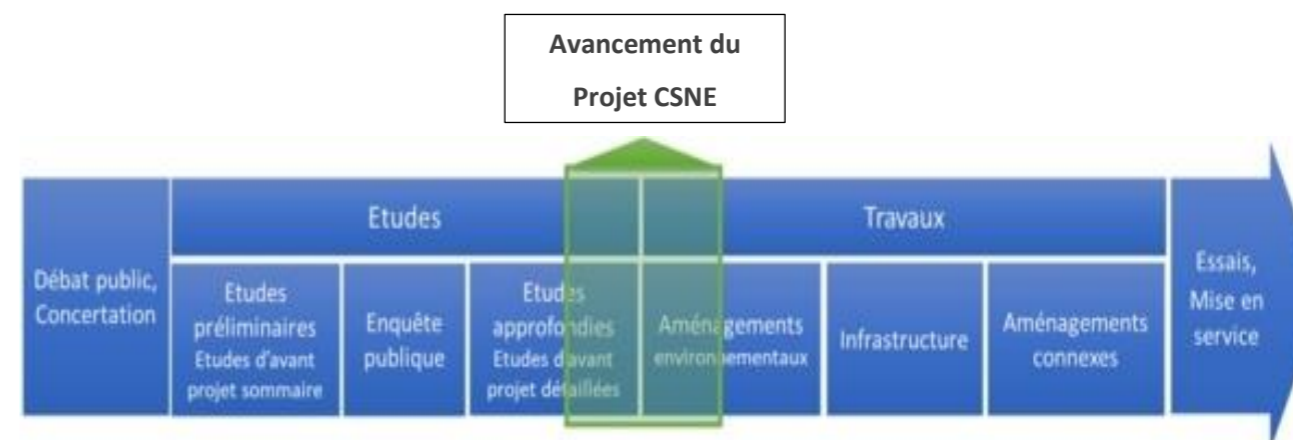 Avancement du
Projet CSNE
Débat public,
Concertation
Etudes
Etudes
préliminaires
Etudes d'avant
projet sommaire
Enquête
publique
Etudes
approfondies
Etudes d'avant
projet détaillées
Travaux
Aménagements
environnementaux
Infrastructure
Aménagements
connexes
Essais,
Mise en
service